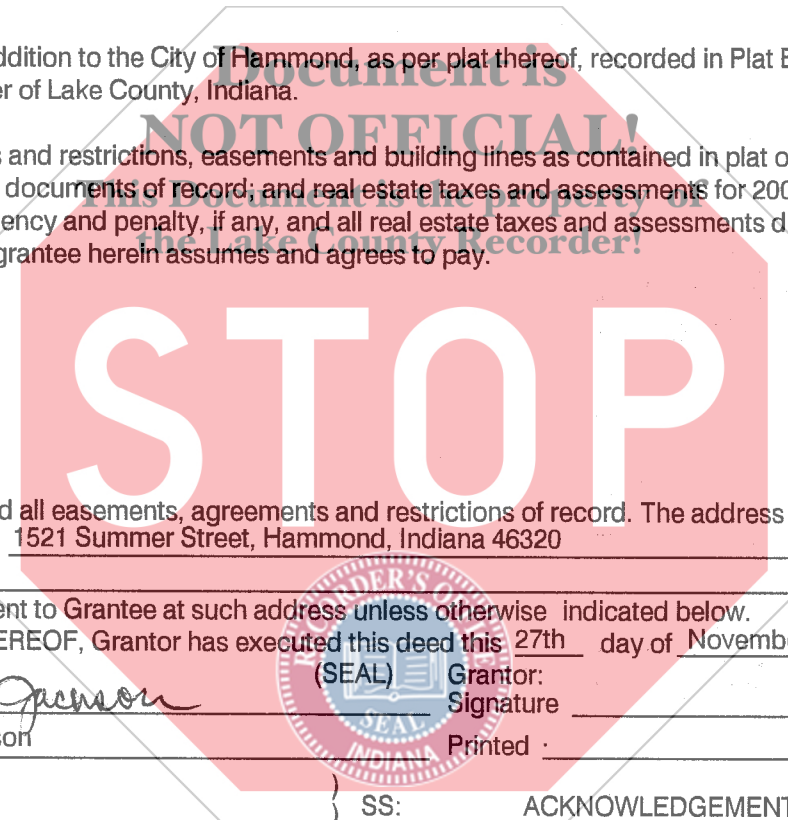 ddition to the City of Hammond, as per plat thereof, recorded in Plat B
Document is
er of Lake County, Indiana.
NOT OFFICIAL!
s and restrictions, easements and building lines as contained in plat o
documents of record; and real estate taxes and assessments for 200
This Document is the property of
ency and penalty, if any, and all real estate taxes and assessments d
the Lake County Recorder!
grantee herein assumes and agrees to pay.
STOP
d all easements, agreements and restrictions of record. The address
1521 Summer Street, Hammond, Indiana 46320
ent to Grantee at such address unless otherwise indicated below.
EREOF, Grantor has executed this deed this 27th day of Novemb
(SEAL) Grantor:
Jackson Signature
son Printed
RECORDER'S OFFICE
SEAL
INDIANA
SS: ACKNOWLEDGEMENT